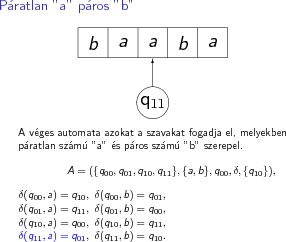 Páratlan "a" páros "b"
b a a b a
q11
A véges automata azokat a szavakat fogadja el, melyekben
páratlan számú "a" és páros számú "b" szerepel.
A = ({q00, q01, q10, q11}, {a, b}, q00, δ, {q10}),
δ(q00, a) = q10, δ(q00, b) = q01,
δ(q01, a) = q11, δ(q01, b) = q00,
δ(q10, a) = q00, δ(q10, b) = q11,
δ(q11, a) = q01, δ(q11, b) = q10.